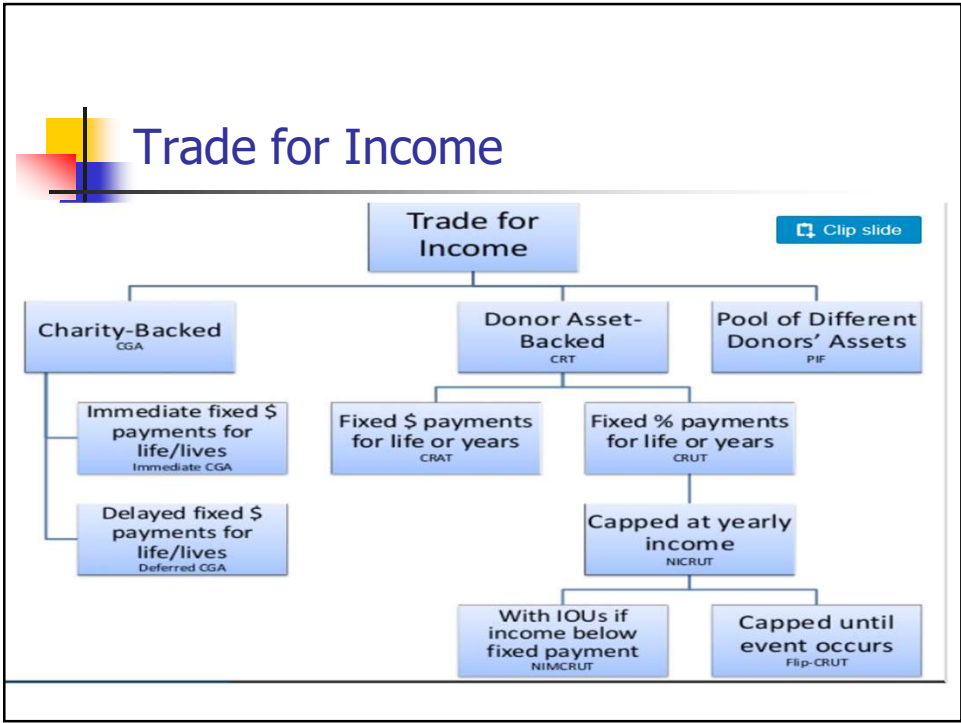 Trade for Income
Trade for
Income
Clip slide
Charity-Backed
CGA
Donor Asset-
Backed
CRT
Pool of Different
Donors’ Assets
PIF
Immediate fixed $
payments for
life/lives
Immediate CGA
Fixed $ payments
for life or years
CRAT
Fixed % payments
for life or years
CRUT
Delayed fixed $
payments for
life/lives
Deferred CGA
Capped at yearly
income
NICRUT
With IOUs if
income below
fixed payment
NIMCRUT
Capped until
event occurs
Flip-CRUT